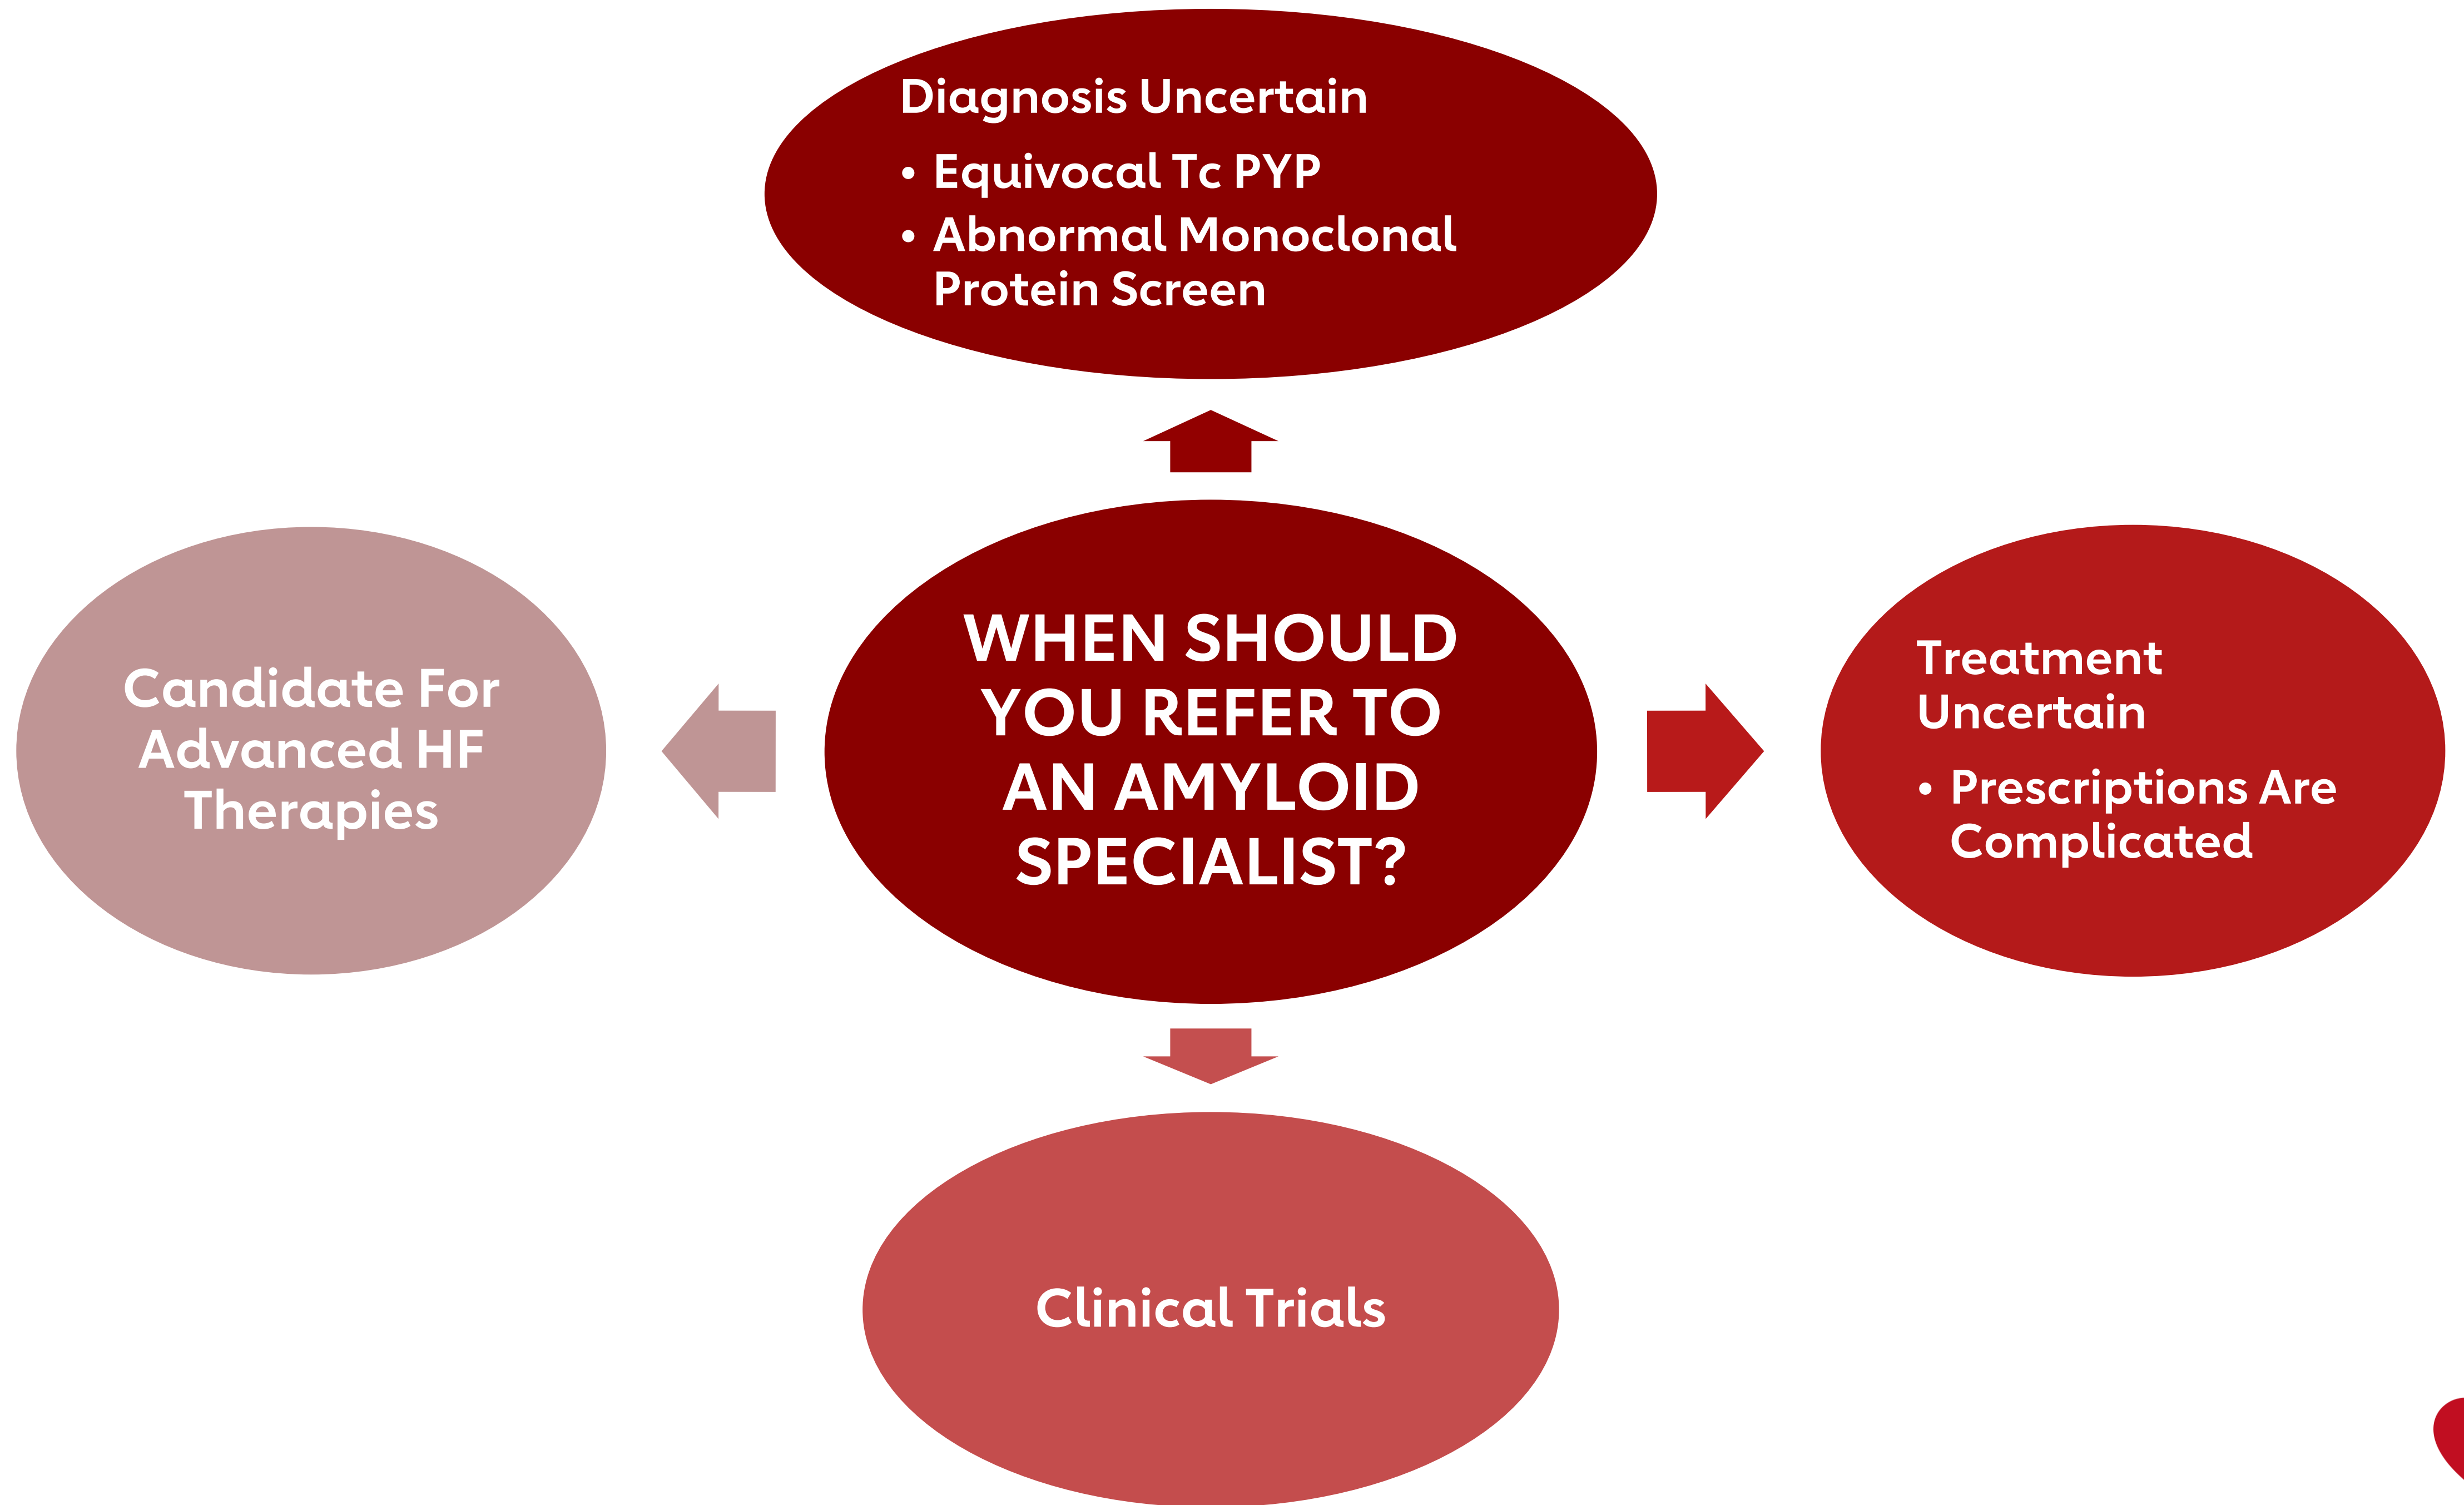 Diagnosis Uncertain
• Equivocal Tc PYP
• Abnormal Monoclonal
Protein Screen
Candidate For
Advanced HF
Therapies
WHEN SHOULD
YOU REFER TO
AN AMYLOID
SPECIALIST?
Treatment
Uncertain
• Prescriptions Are
Complicated
Clinical Trials